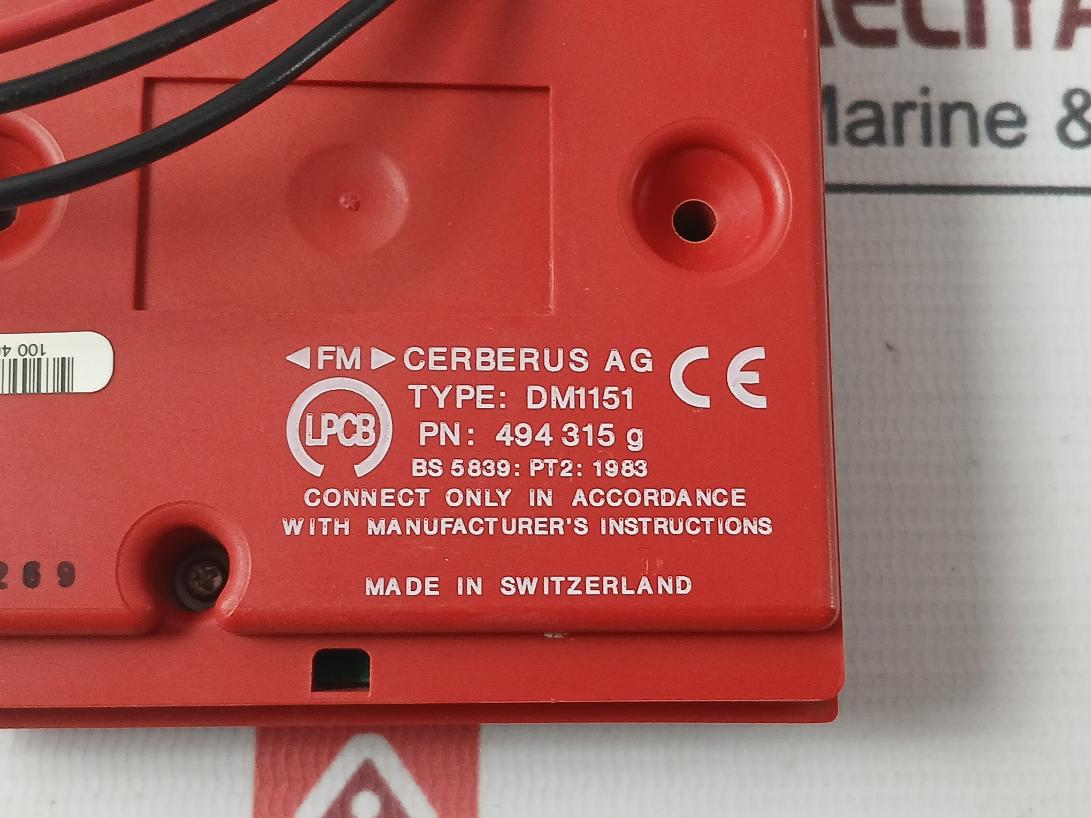 Marine &
100
◁FM▷ CERBERUS AG CE
LPCB
TYPE: DM1151
PN: 494 315 g
BS 5839: PT2: 1983
CONNECT ONLY IN ACCORDANCE
WITH MANUFACTURER'S INSTRUCTIONS
269
MADE IN SWITZERLAND